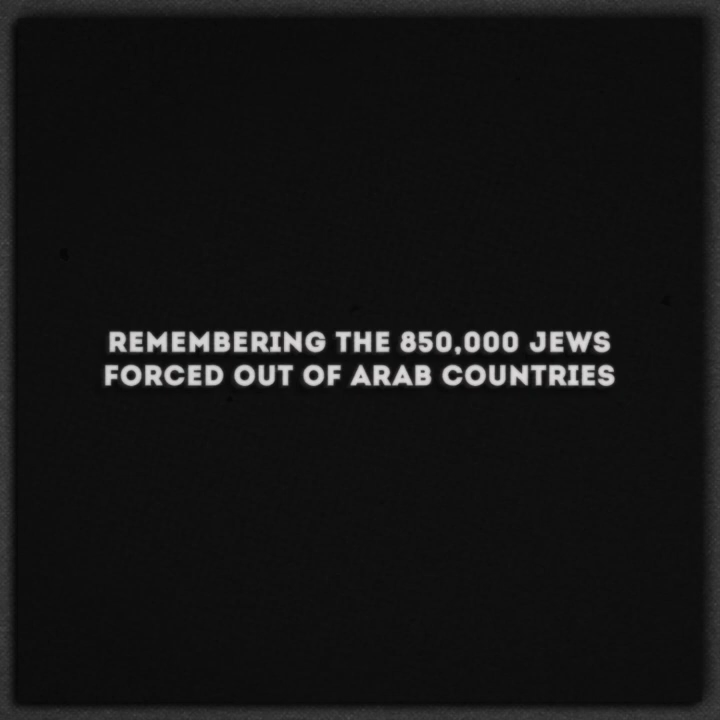 REMEMBERING THE 850,000 JEWS
FORCED OUT OF ARAB COUNTRIES